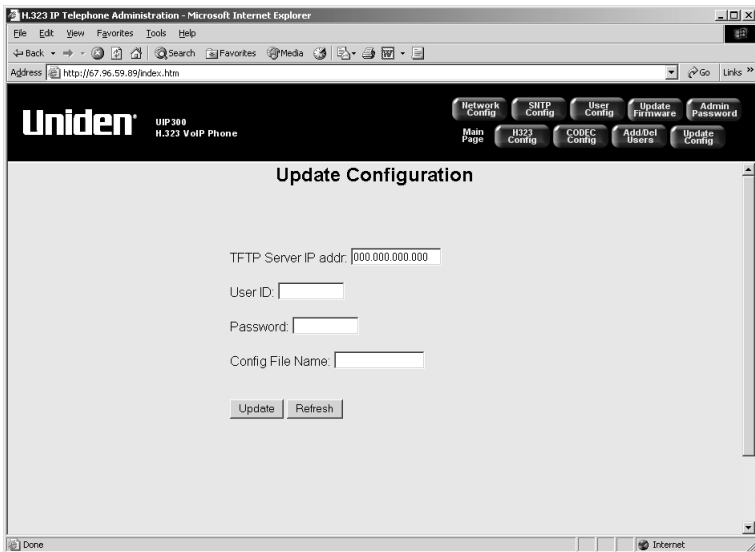 H.323 IP Telephone Administration - Microsoft Internet Explorer
File Edit View Favorites Tools Help
Back Search Favorites Media
Address http://67.96.59.89/index.htm Go Links »
Uniden
UIP300
H.323 VoIP Phone
Network Config SNTP Config User Config Update Firmware Admin Password
Main Page H323 Config CODEC Config Add/Del Users Update Config
Update Configuration
TFTP Server IP addr: 000.000.000.000
User ID:
Password:
Config File Name:
Update Refresh
Done Internet